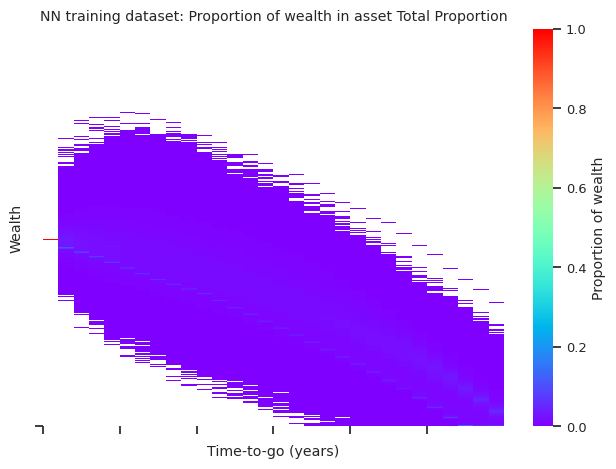 NN training dataset: Proportion of wealth in asset Total Proportion
Wealth
Time-to-go (years)
1.0
0.8
0.6
0.4
0.2
0.0
Proportion of wealth